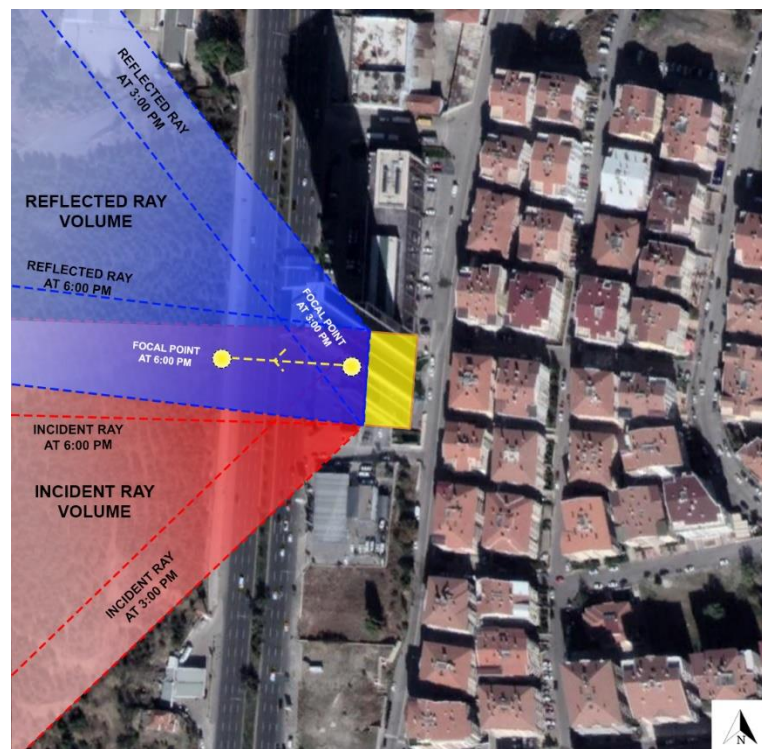 REFLECTED RAY
AT 3:00 PM
REFLECTED RAY
VOLUME
REFLECTED RAY
AT 6:00 PM
FOCAL POINT
AT 3:00 PM
FOCAL POINT
AT 6:00 PM
INCIDENT RAY
AT 6:00 PM
INCIDENT RAY
VOLUME
INCIDENT RAY
AT 3:00 PM
N